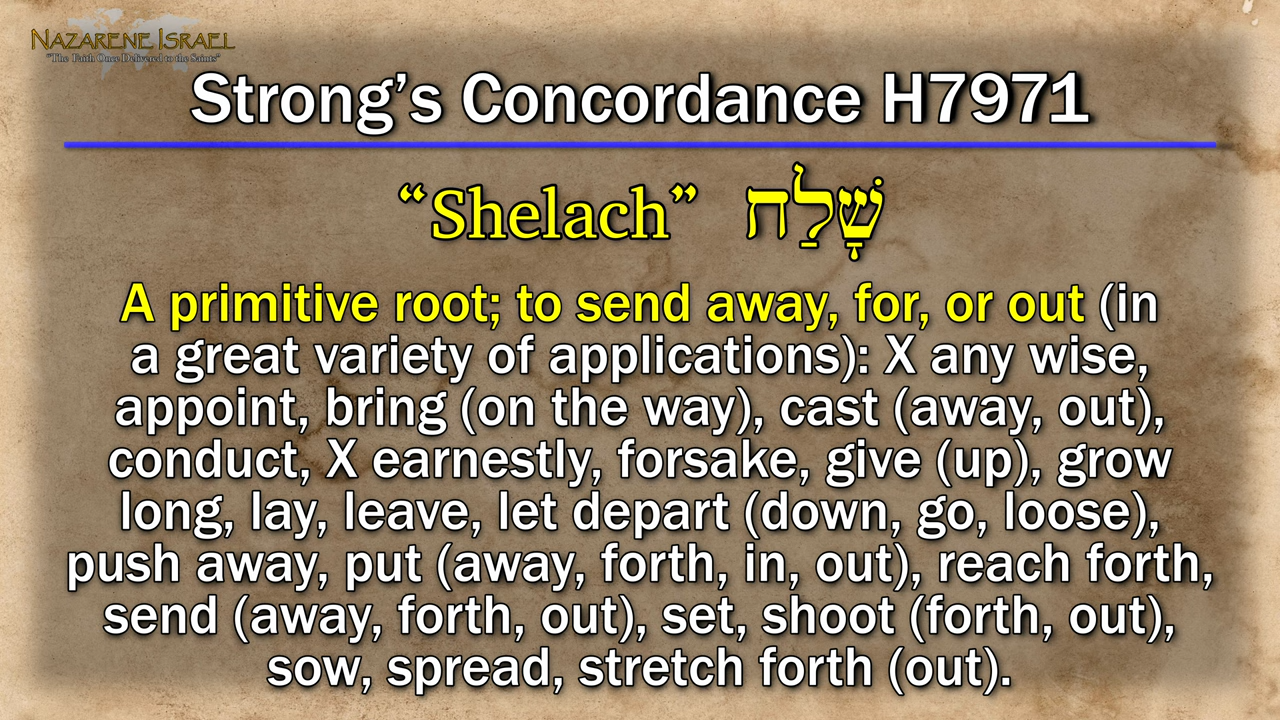 NAZARENE ISRAEL
"The Faith Once Delivered to the Saints"
Strong’s Concordance H7971
“Shelach” שָׁלַח
A primitive root; to send away, for, or out (in
a great variety of applications): X any wise,
appoint, bring (on the way), cast (away, out),
conduct, X earnestly, forsake, give (up), grow
long, lay, leave, let depart (down, go, loose),
push away, put (away, forth, in, out), reach forth,
send (away, forth, out), set, shoot (forth, out),
sow, spread, stretch forth (out).